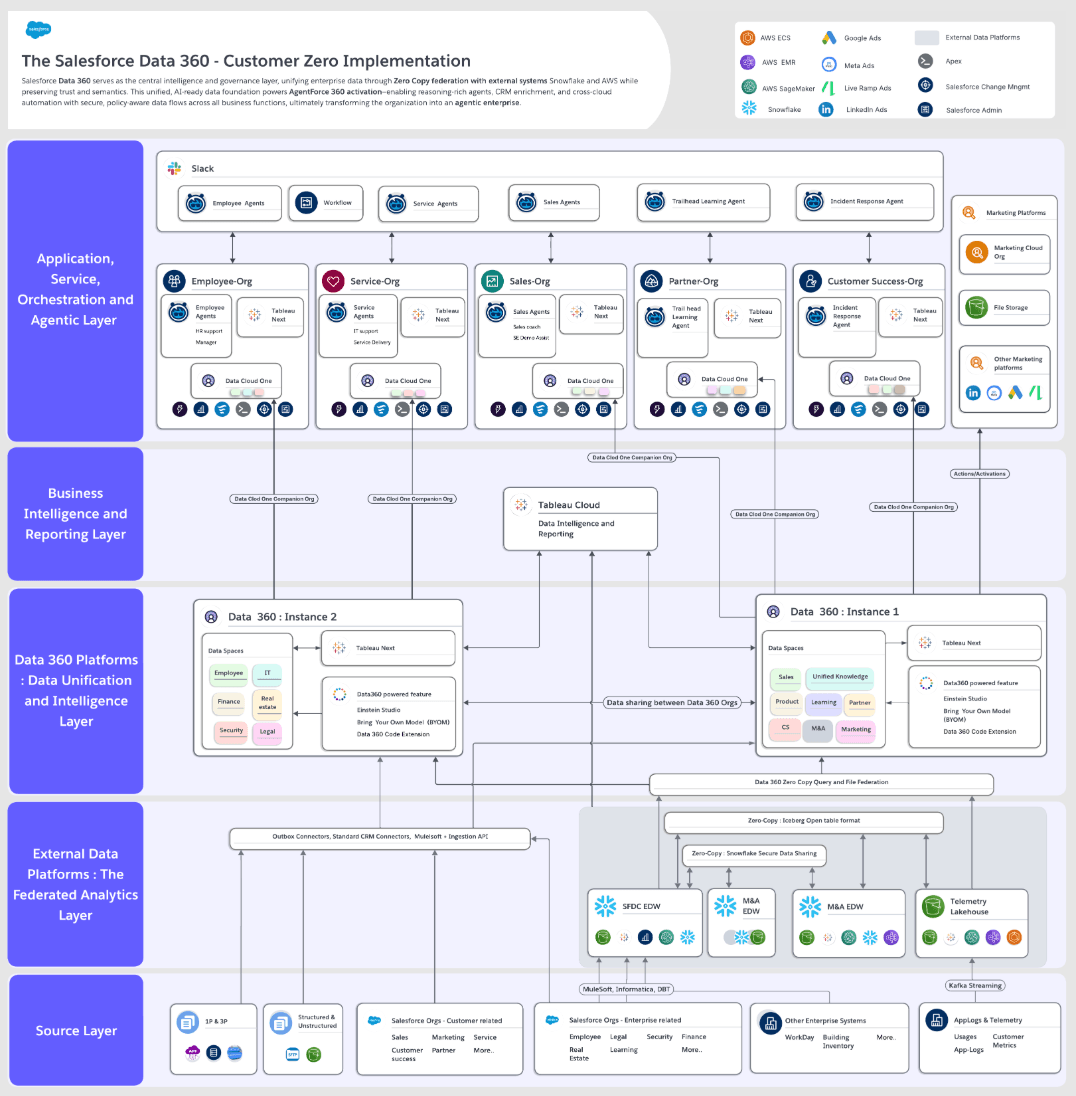 salesforce
The Salesforce Data 360 - Customer Zero Implementation
Salesforce Data 360 serves as the central intelligence and governance layer, unifying enterprise data through Zero Copy federation with external systems Snowflake and AWS while
preserving trust and semantics. This unified, AI-ready data foundation powers AgentForce 360 activation—enabling reasoning-rich agents, CRM enrichment, and cross-cloud
automation with secure, policy-aware data flows across all business functions, ultimately transforming the organization into an agentic enterprise.
AWS ECS
Google Ads
External Data Platforms
AWS EMR
Meta Ads
Apex
AWS SageMaker
Live Ramp Ads
Salesforce Change Mngmt
Snowflake
LinkedIn Ads
Salesforce Admin
Application,
Service,
Orchestration and
Agentic Layer
Slack
Employee Agents
Workflow
Service Agents
Sales Agents
Trailhead Learning Agent
Incident Response Agent
Employee-Org
Employee
Agents
HR support
Manager
Tableau
Next
Data Cloud One
Service-Org
Service
Agents
IT support
Service Delivery
Tableau
Next
Data Cloud One
Sales-Org
Sales Agents
Sales coach
SE Demo Assist
Tableau
Next
Data Cloud One
Partner-Org
Trail head
Learning
Agent
Tableau
Next
Data Cloud One
Customer Success-Org
Incident
Response
Agent
Tableau
Next
Data Cloud One
Marketing Platforms
Marketing Cloud
Org
File Storage
Other Marketing
platforms
Business
Intelligence and
Reporting Layer
Data Clod One Companion Org
Data Clod One Companion Org
Data Clod One Companion Org
Data Clod One Companion Org
Data Clod One Companion Org
Actions/Activations
Tableau Cloud
Data Intelligence and
Reporting
Data 360 Platforms
: Data Unification
and Intelligence
Layer
Data 360 : Instance 2
Data Spaces
Employee
IT
Finance
Real
estate
Security
Legal
Tableau Next
Data360 powered feature
Einstein Studio
Bring Your Own Model (BYOM)
Data 360 Code Extension
Data sharing between Data 360 Orgs
Data 360 : Instance 1
Data Spaces
Sales
Unified Knowledge
Product
Learning
Partner
CS
M&A
Marketing
Tableau Next
Data360 powered feature
Einstein Studio
Bring Your Own Model
(BYOM)
Data 360 Code Extension
Data 360 Zero Copy Query and File Federation
External Data
Platforms : The
Federated Analytics
Layer
Outbox Connectors, Standard CRM Connectors, Muleisoft + Ingestion API
Zero-Copy : Iceberg Open table format
Zero-Copy : Snowflake Secure Data Sharing
SFDC EDW
M&A
EDW
M&A EDW
Telemetry
Lakehouse
Source Layer
MuleSoft, Informatica, DBT
Kafka Streaming
1P & 3P
Structured &
Unstructured
Salesforce Orgs - Customer related
Sales
Marketing
Service
Customer
success
Partner
More..
Salesforce Orgs - Enterprise related
Employee
Legal
Security
Finance
Real
Estate
Learning
More..
Other Enterprise Systems
WorkDay
Building
Inventory
More..
AppLogs & Telemetry
Usages
Customer
Metrics
App-Logs